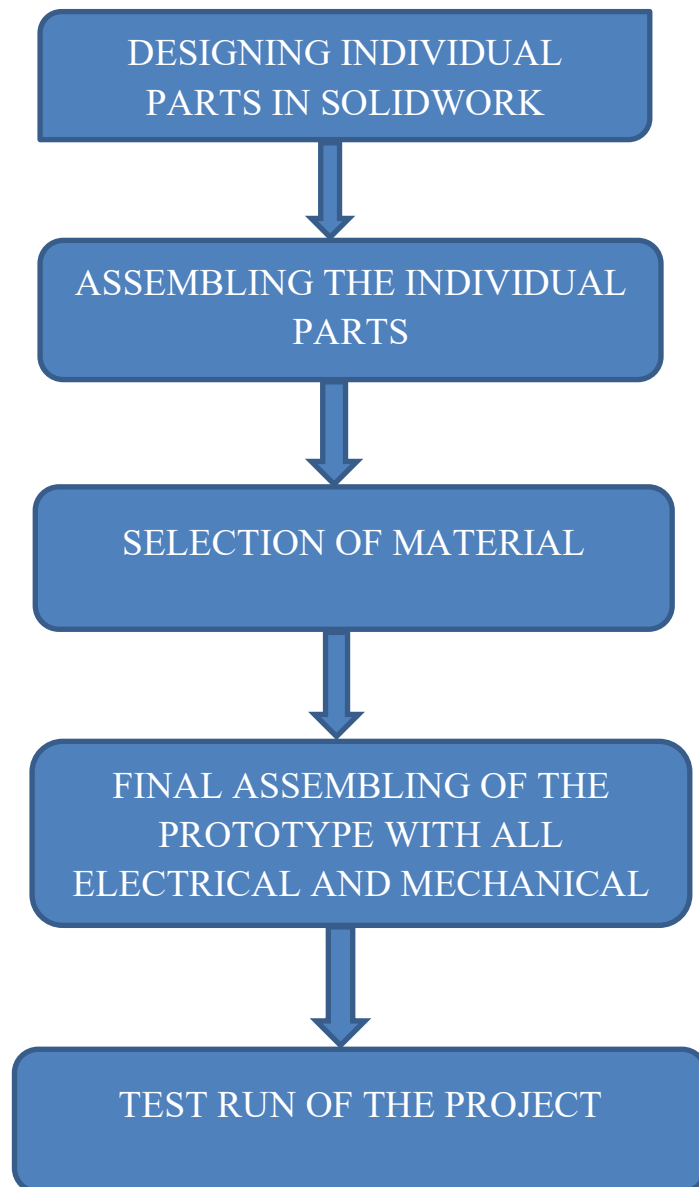 DESIGNING INDIVIDUAL
PARTS IN SOLIDWORK
ASSEMBLING THE INDIVIDUAL
PARTS
SELECTION OF MATERIAL
FINAL ASSEMBLING OF THE
PROTOTYPE WITH ALL
ELECTRICAL AND MECHANICAL
TEST RUN OF THE PROJECT